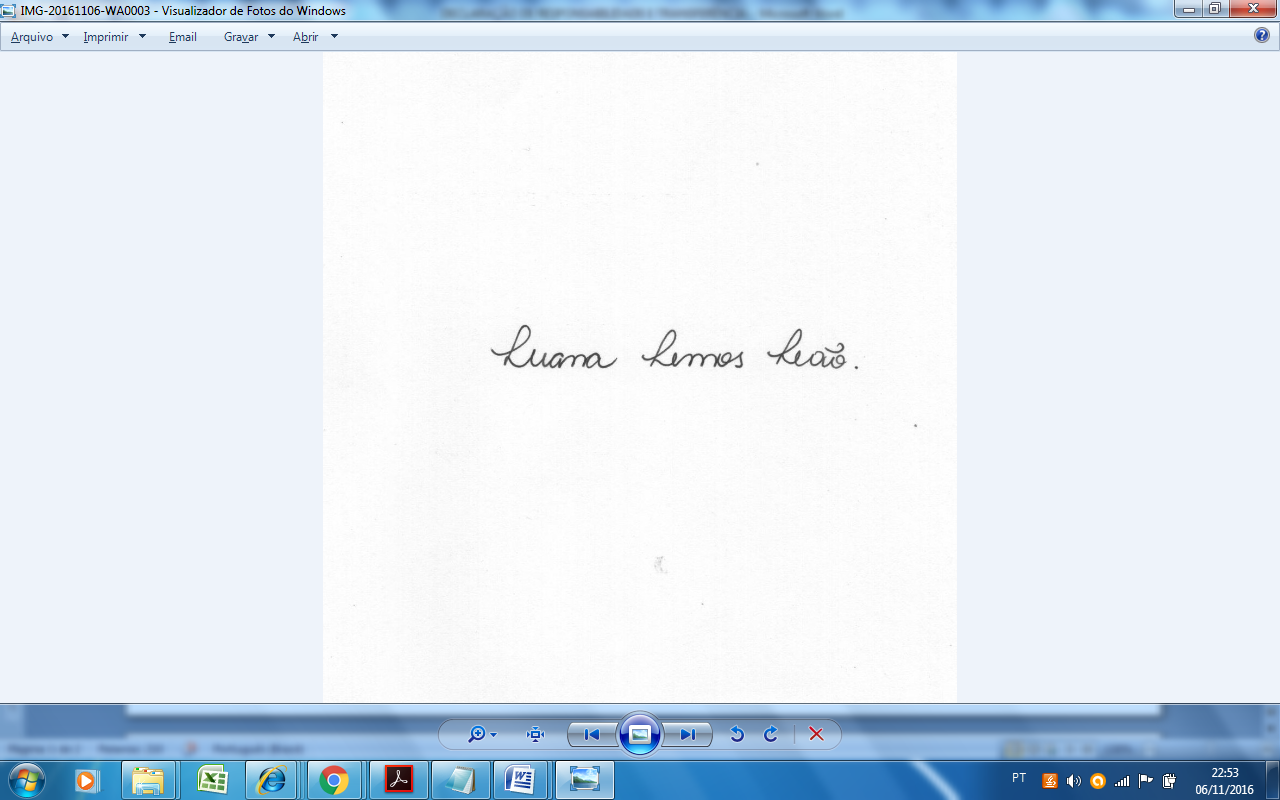 IMG-20161106-WA0003 - Visualizador de Fotos do Windows
Arquivo Imprimir Email Gravar Abrir
Luana Lemos Leão.
PT 22:53
06/11/2016